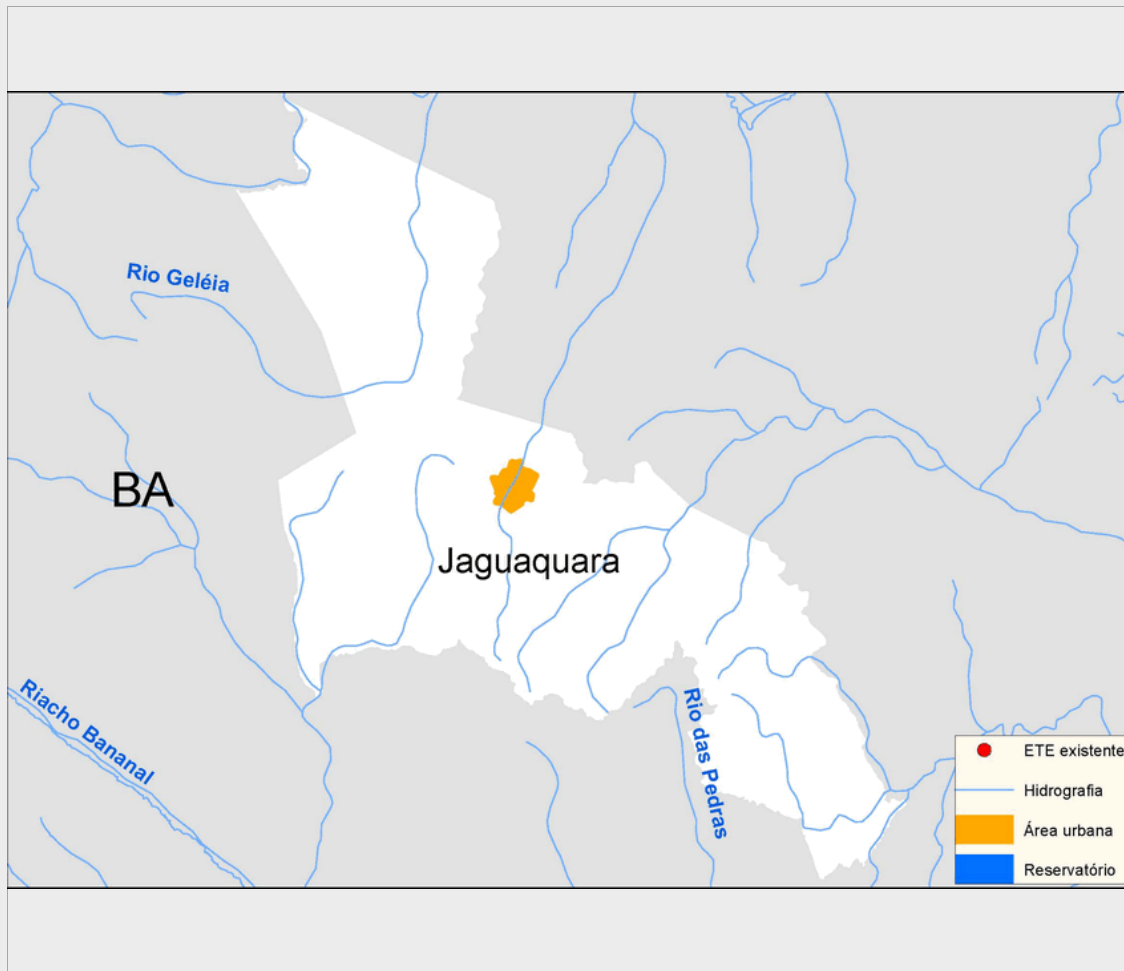 Rio Geléia
BA
Jaguaquara
Riacho Bananal
Rio das Pedras
ETE existente
Hidrografia
Área urbana
Reservatório